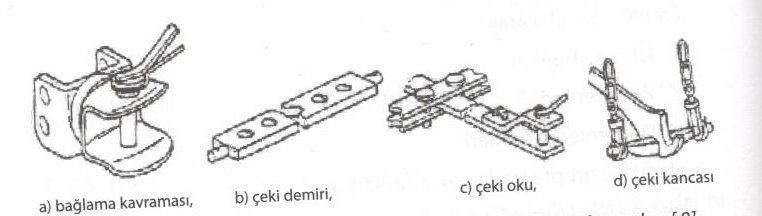 a) bağlama kavraması,
b) çeki demiri,
c) çeki oku,
d) çeki kancası